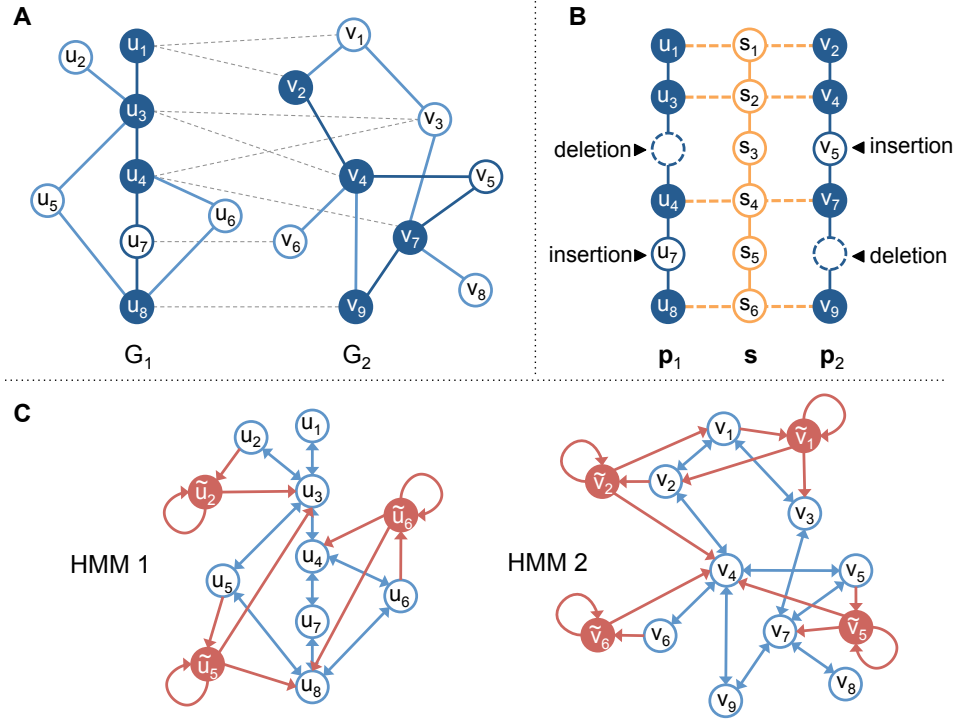 A
B
u₁
u₂
u₃
u₄
u₅
u₆
u₇
u₈
G₁
v₁
v₂
v₃
v₄
v₅
v₆
v₇
v₈
v₉
G₂
u₁ s₁ v₂
u₃ s₂ v₄
deletion s₃ v₅ insertion
u₄ s₄ v₇
insertion u₇ s₅ deletion
u₈ s₆ v₉
p₁ s p₂
C
HMM 1
u₁
u₂
ũ₂
u₃
ũ₆
u₄
u₅
u₆
u₇
ũ₅
u₈
HMM 2
v₁
ṽ₁
ṽ₂
v₂
v₃
v₄
v₅
ṽ₆
v₆
v₇
ṽ₅
v₈
v₉